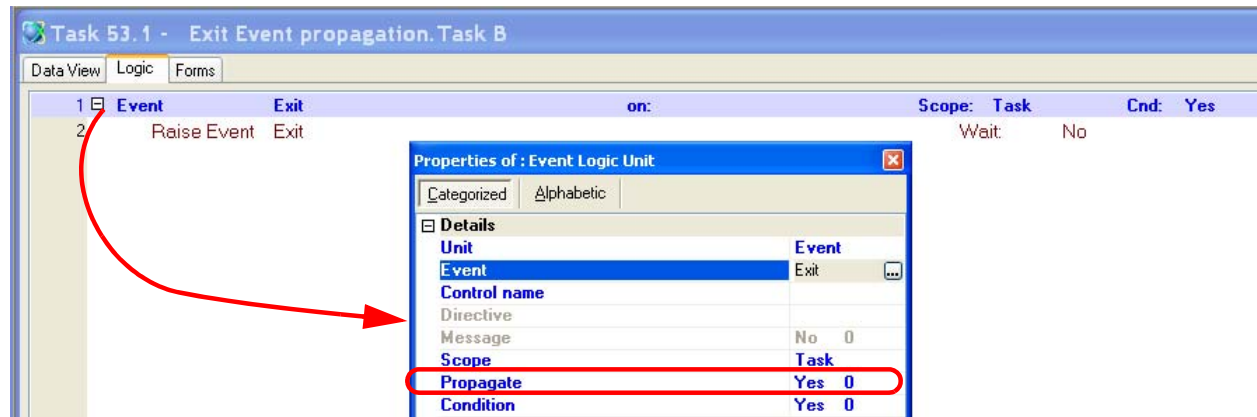 Task 53.1 - Exit Event propagation.Task B
Data View Logic Forms
1 Event Exit on: Scope: Task Cnd: Yes
2 Raise Event Exit Wait: No
Properties of : Event Logic Unit
Categorized Alphabetic
Details
Unit Event
Event Exit ...
Control name
Directive
Message No 0
Scope Task
Propagate Yes 0
Condition Yes 0